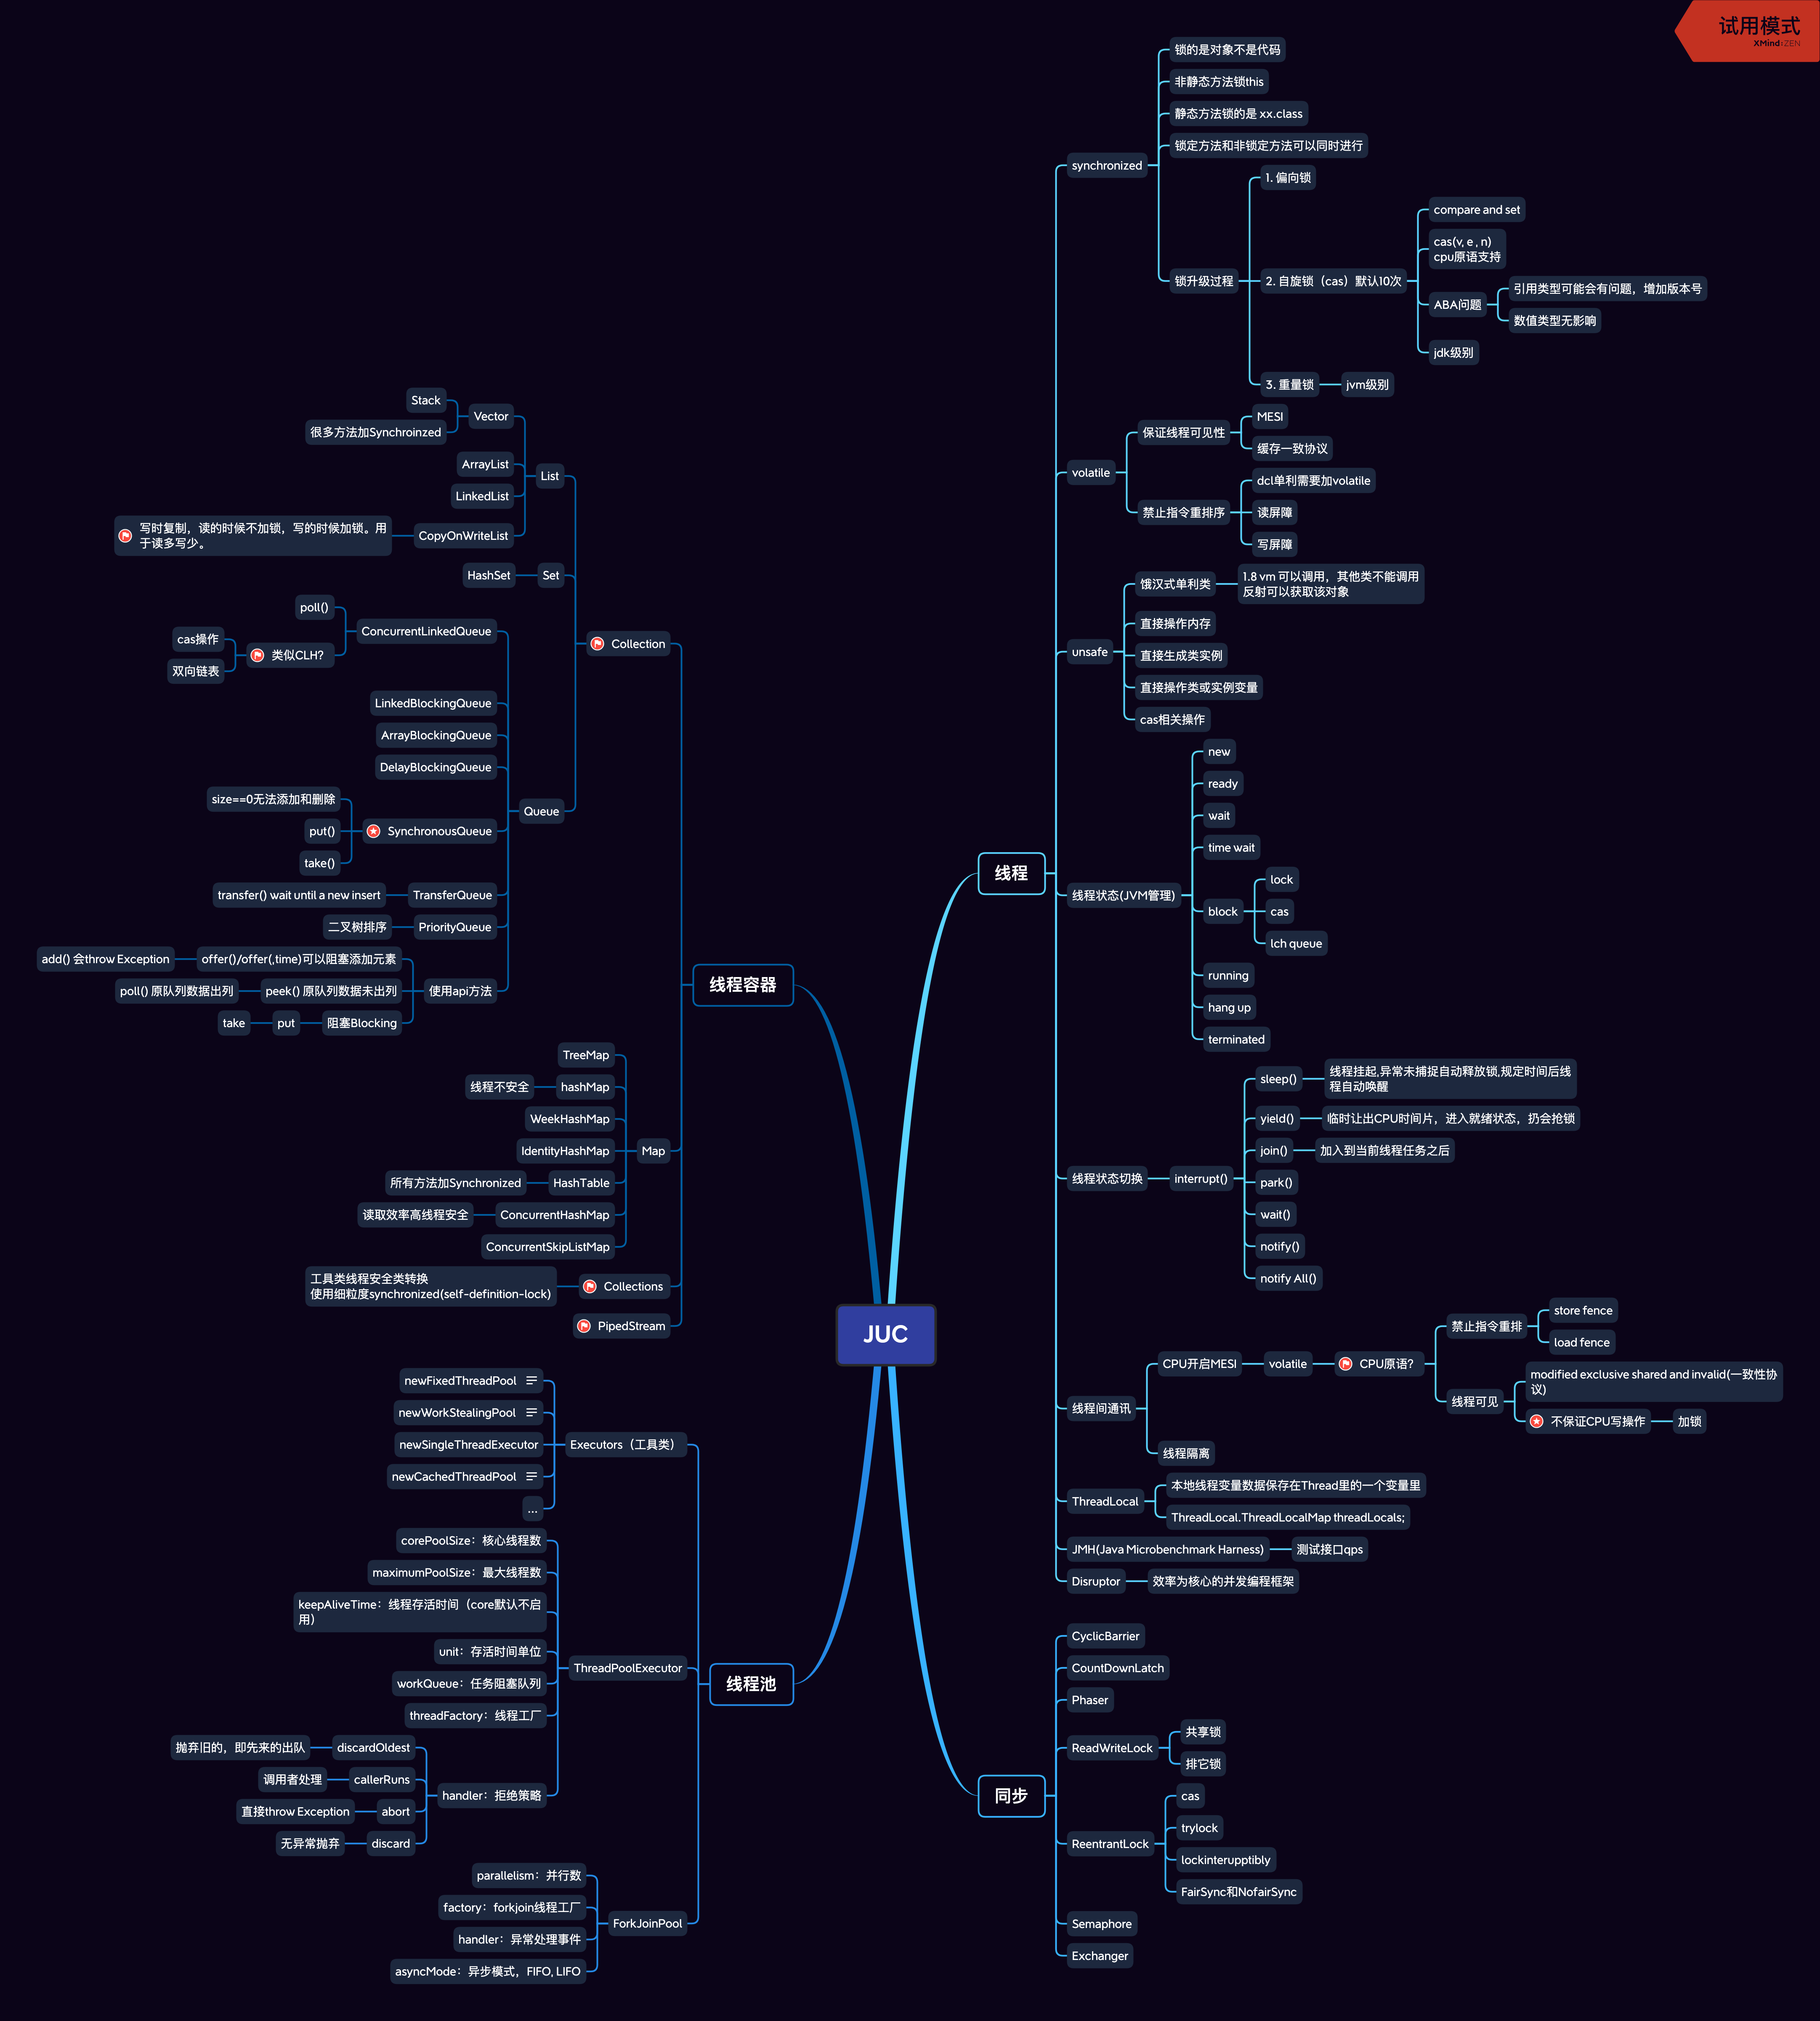 试用模式
XMind:ZEN
JUC
线程
synchronized
锁的是对象不是代码
非静态方法锁this
静态方法锁的是 xx.class
锁定方法和非锁定方法可以同时进行
锁升级过程
1. 偏向锁
2. 自旋锁（cas）默认10次
compare and set
cas(v, e , n)
cpu原语支持
ABA问题
引用类型可能会有问题，增加版本号
数值类型无影响
jdk级别
3. 重量锁
jvm级别
volatile
保证线程可见性
MESI
缓存一致协议
禁止指令重排序
dcl单利需要加volatile
读屏障
写屏障
unsafe
饿汉式单利类
1.8 vm 可以调用，其他类不能调用
反射可以获取该对象
直接操作内存
直接生成类实例
直接操作类或实例变量
cas相关操作
线程状态(JVM管理)
new
ready
wait
time wait
block
lock
cas
lch queue
running
hang up
terminated
线程状态切换
interrupt()
sleep()
线程挂起,异常未捕捉自动释放锁,规定时间后线
程自动唤醒
yield()
临时让出CPU时间片，进入就绪状态，扔会抢锁
join()
加入到当前线程任务之后
park()
wait()
notify()
notify All()
线程间通讯
CPU开启MESI
volatile
CPU原语?
禁止指令重排
store fence
load fence
线程可见
modified exclusive shared and invalid(一致性协
议)
不保证CPU写操作
加锁
线程隔离
ThreadLocal
本地线程变量数据保存在Thread里的一个变量里
ThreadLocal.ThreadLocalMap threadLocals;
JMH(Java Microbenchmark Harness)
测试接口qps
Disruptor
效率为核心的并发编程框架
同步
CyclicBarrier
CountDownLatch
Phaser
ReadWriteLock
共享锁
排它锁
ReentrantLock
cas
trylock
lockinterupptibly
FairSync和NofairSync
Semaphore
Exchanger
线程容器
Collection
List
Vector
Stack
很多方法加Synchroinzed
ArrayList
LinkedList
CopyOnWriteList
写时复制，读的时候不加锁，写的时候加锁。用
于读多写少。
Set
HashSet
Queue
ConcurrentLinkedQueue
poll()
类似CLH?
cas操作
双向链表
LinkedBlockingQueue
ArrayBlockingQueue
DelayBlockingQueue
SynchronousQueue
size==0无法添加和删除
put()
take()
TransferQueue
transfer() wait until a new insert
PriorityQueue
二叉树排序
使用api方法
offer()/offer(,time)可以阻塞添加元素
add() 会throw Exception
peek() 原队列数据未出列
poll() 原队列数据出列
阻塞Blocking
put
take
Map
TreeMap
hashMap
线程不安全
WeekHashMap
IdentityHashMap
HashTable
所有方法加Synchronized
ConcurrentHashMap
读取效率高线程安全
ConcurrentSkipListMap
Collections
工具类线程安全类转换
使用细粒度synchronized(self-definition-lock)
PipedStream
线程池
Executors（工具类）
newFixedThreadPool
newWorkStealingPool
newSingleThreadExecutor
newCachedThreadPool
...
ThreadPoolExecutor
corePoolSize：核心线程数
maximumPoolSize：最大线程数
keepAliveTime：线程存活时间（core默认不启
用）
unit：存活时间单位
workQueue：任务阻塞队列
threadFactory：线程工厂
handler：拒绝策略
discardOldest
抛弃旧的，即先来的出队
callerRuns
调用者处理
abort
直接throw Exception
discard
无异常抛弃
ForkJoinPool
parallelism：并行数
factory：forkjoin线程工厂
handler：异常处理事件
asyncMode：异步模式，FIFO, LIFO